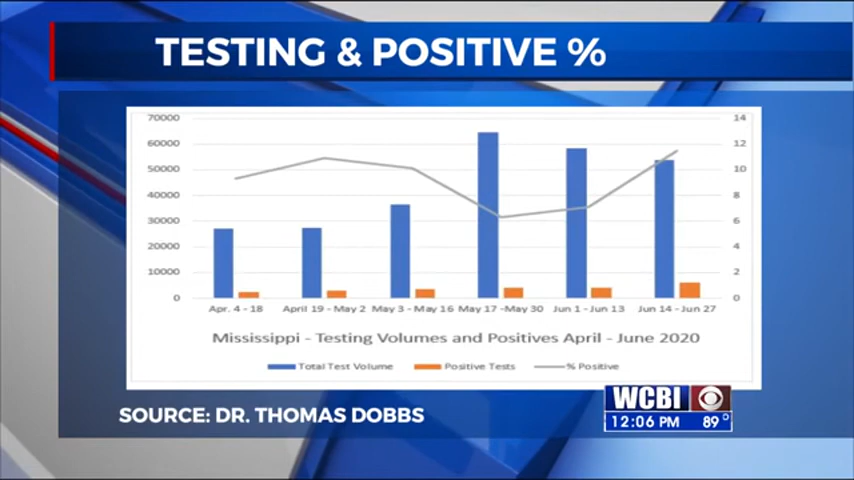 TESTING & POSITIVE %
70000
60000
50000
40000
30000
20000
10000
0
14
12
10
8
6
4
2
0
Apr. 4 - 18 April 19 - May 2 May 3 - May 16 May 17 -May 30 Jun 1 - Jun 13 Jun 14 - Jun 27
Mississippi - Testing Volumes and Positives April - June 2020
Total Test Volume Positive Tests % Positive
SOURCE: DR. THOMAS DOBBS
WCBI
12:06 PM 89°